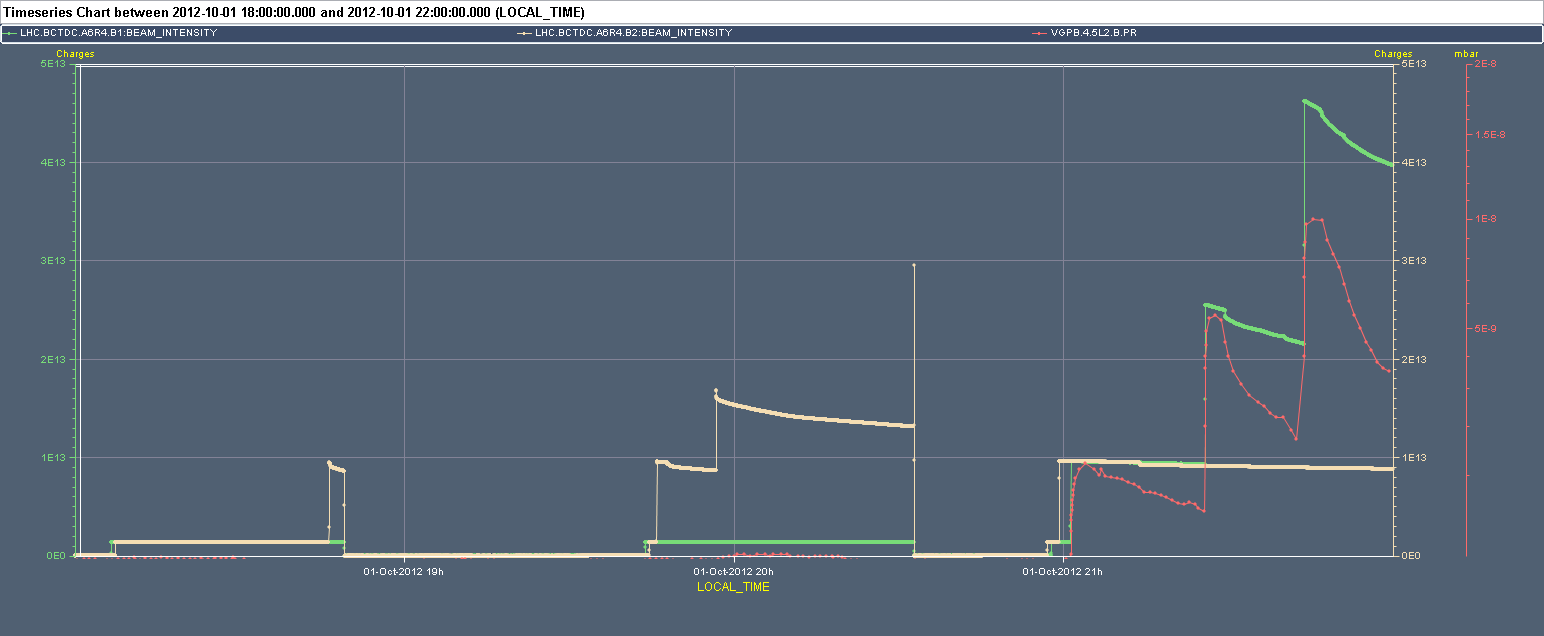 Timeseries Chart between 2012-10-01 18:00:00.000 and 2012-10-01 22:00:00.000 (LOCAL_TIME)
LHC.BCTDC.A6R4.B1:BEAM_INTENSITY LHC.BCTDC.A6R4.B2:BEAM_INTENSITY VGPB.4.5L2.B.PR
Charges Charges mbar
5E13 5E13 2E-8
1.5E-8
4E13 4E13
1E-8
3E13 3E13
5E-9
2E13 2E13
1E13 1E13
0E0 0E0
01-Oct-2012 19h 01-Oct-2012 20h 01-Oct-2012 21h
LOCAL_TIME